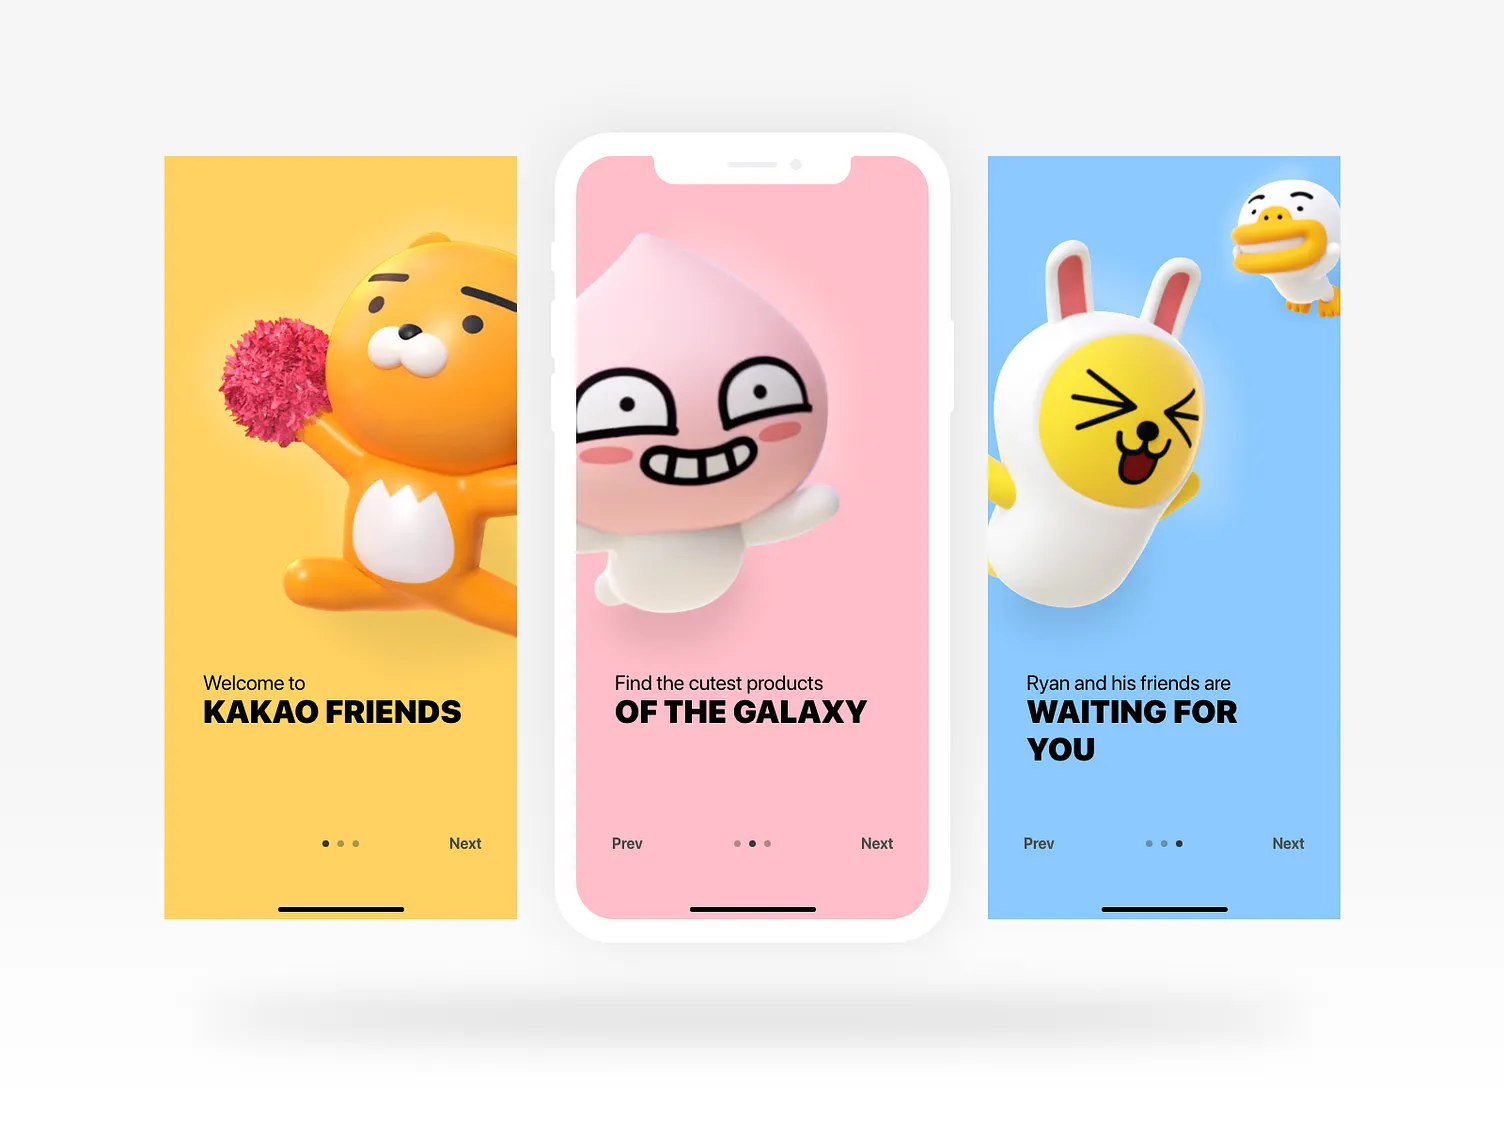 Welcome to
KAKAO FRIENDS
Next
Find the cutest products
OF THE GALAXY
Prev
Next
Ryan and his friends are
WAITING FOR
YOU
Prev
Next